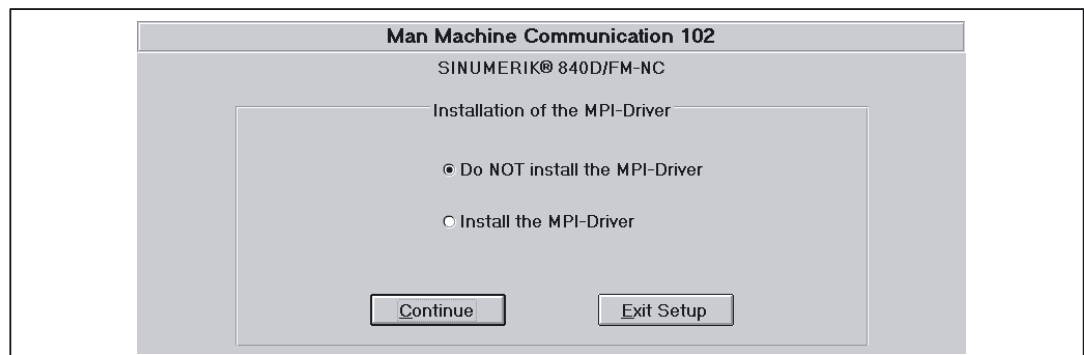 Man Machine Communication 102
SINUMERIK® 840D/FM-NC
Installation of the MPI-Driver
Do NOT install the MPI-Driver
Install the MPI-Driver
Continue Exit Setup